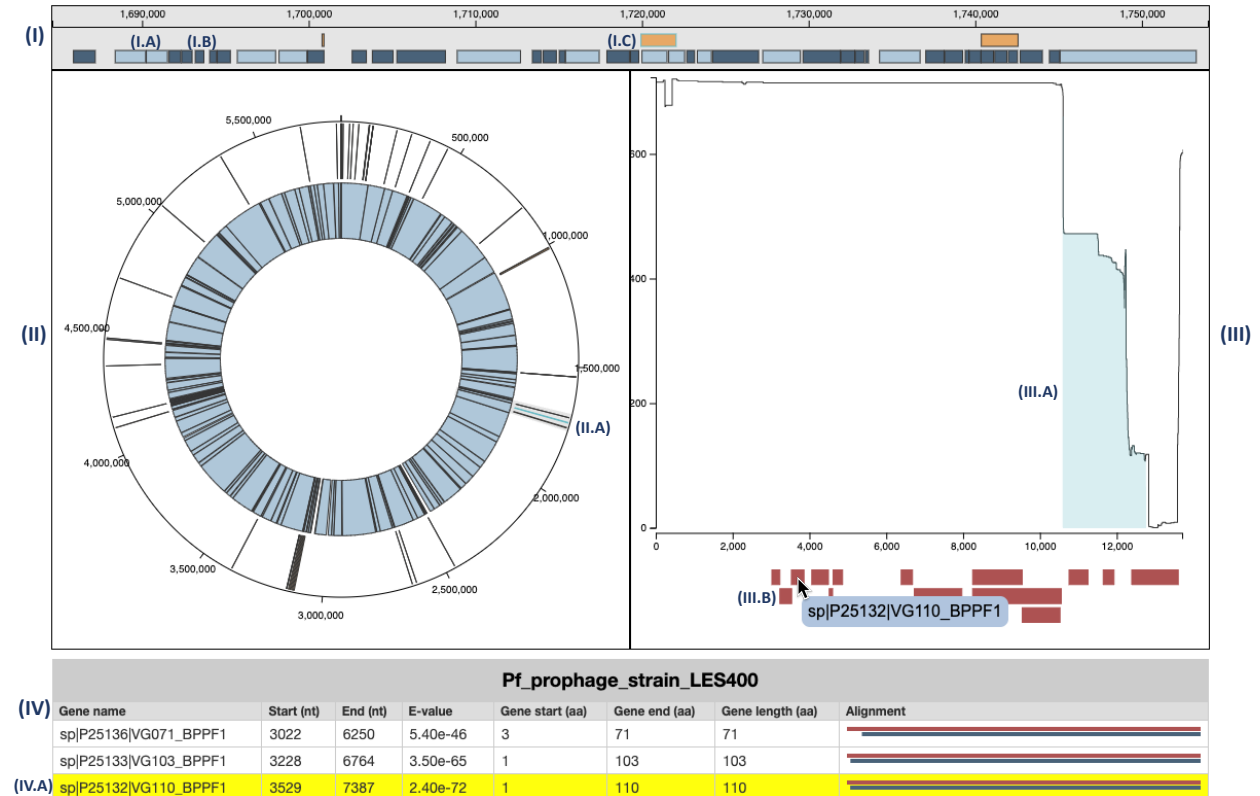 1,690,000 1,700,000 1,710,000 1,720,000 1,730,000 1,740,000 1,750,000
(I) (I.A) (I.B) (I.C)
5,500,000 500,000
5,000,000 1,000,000
4,500,000 1,500,000
4,000,000 2,000,000
3,500,000 2,500,000
3,000,000
(II) (II.A)
600
400
200
0
0 2,000 4,000 6,000 8,000 10,000 12,000
(III) (III.A)
(III.B) sp|P25132|VG110_BPPF1
Pf_prophage_strain_LES400
(IV) Gene name Start (nt) End (nt) E-value Gene start (aa) Gene end (aa) Gene length (aa) Alignment
sp|P25136|VG071_BPPF1 3022 6250 5.40e-46 3 71 71
sp|P25133|VG103_BPPF1 3228 6764 3.50e-65 1 103 103
(IV.A) sp|P25132|VG110_BPPF1 3529 7387 2.40e-72 1 110 110